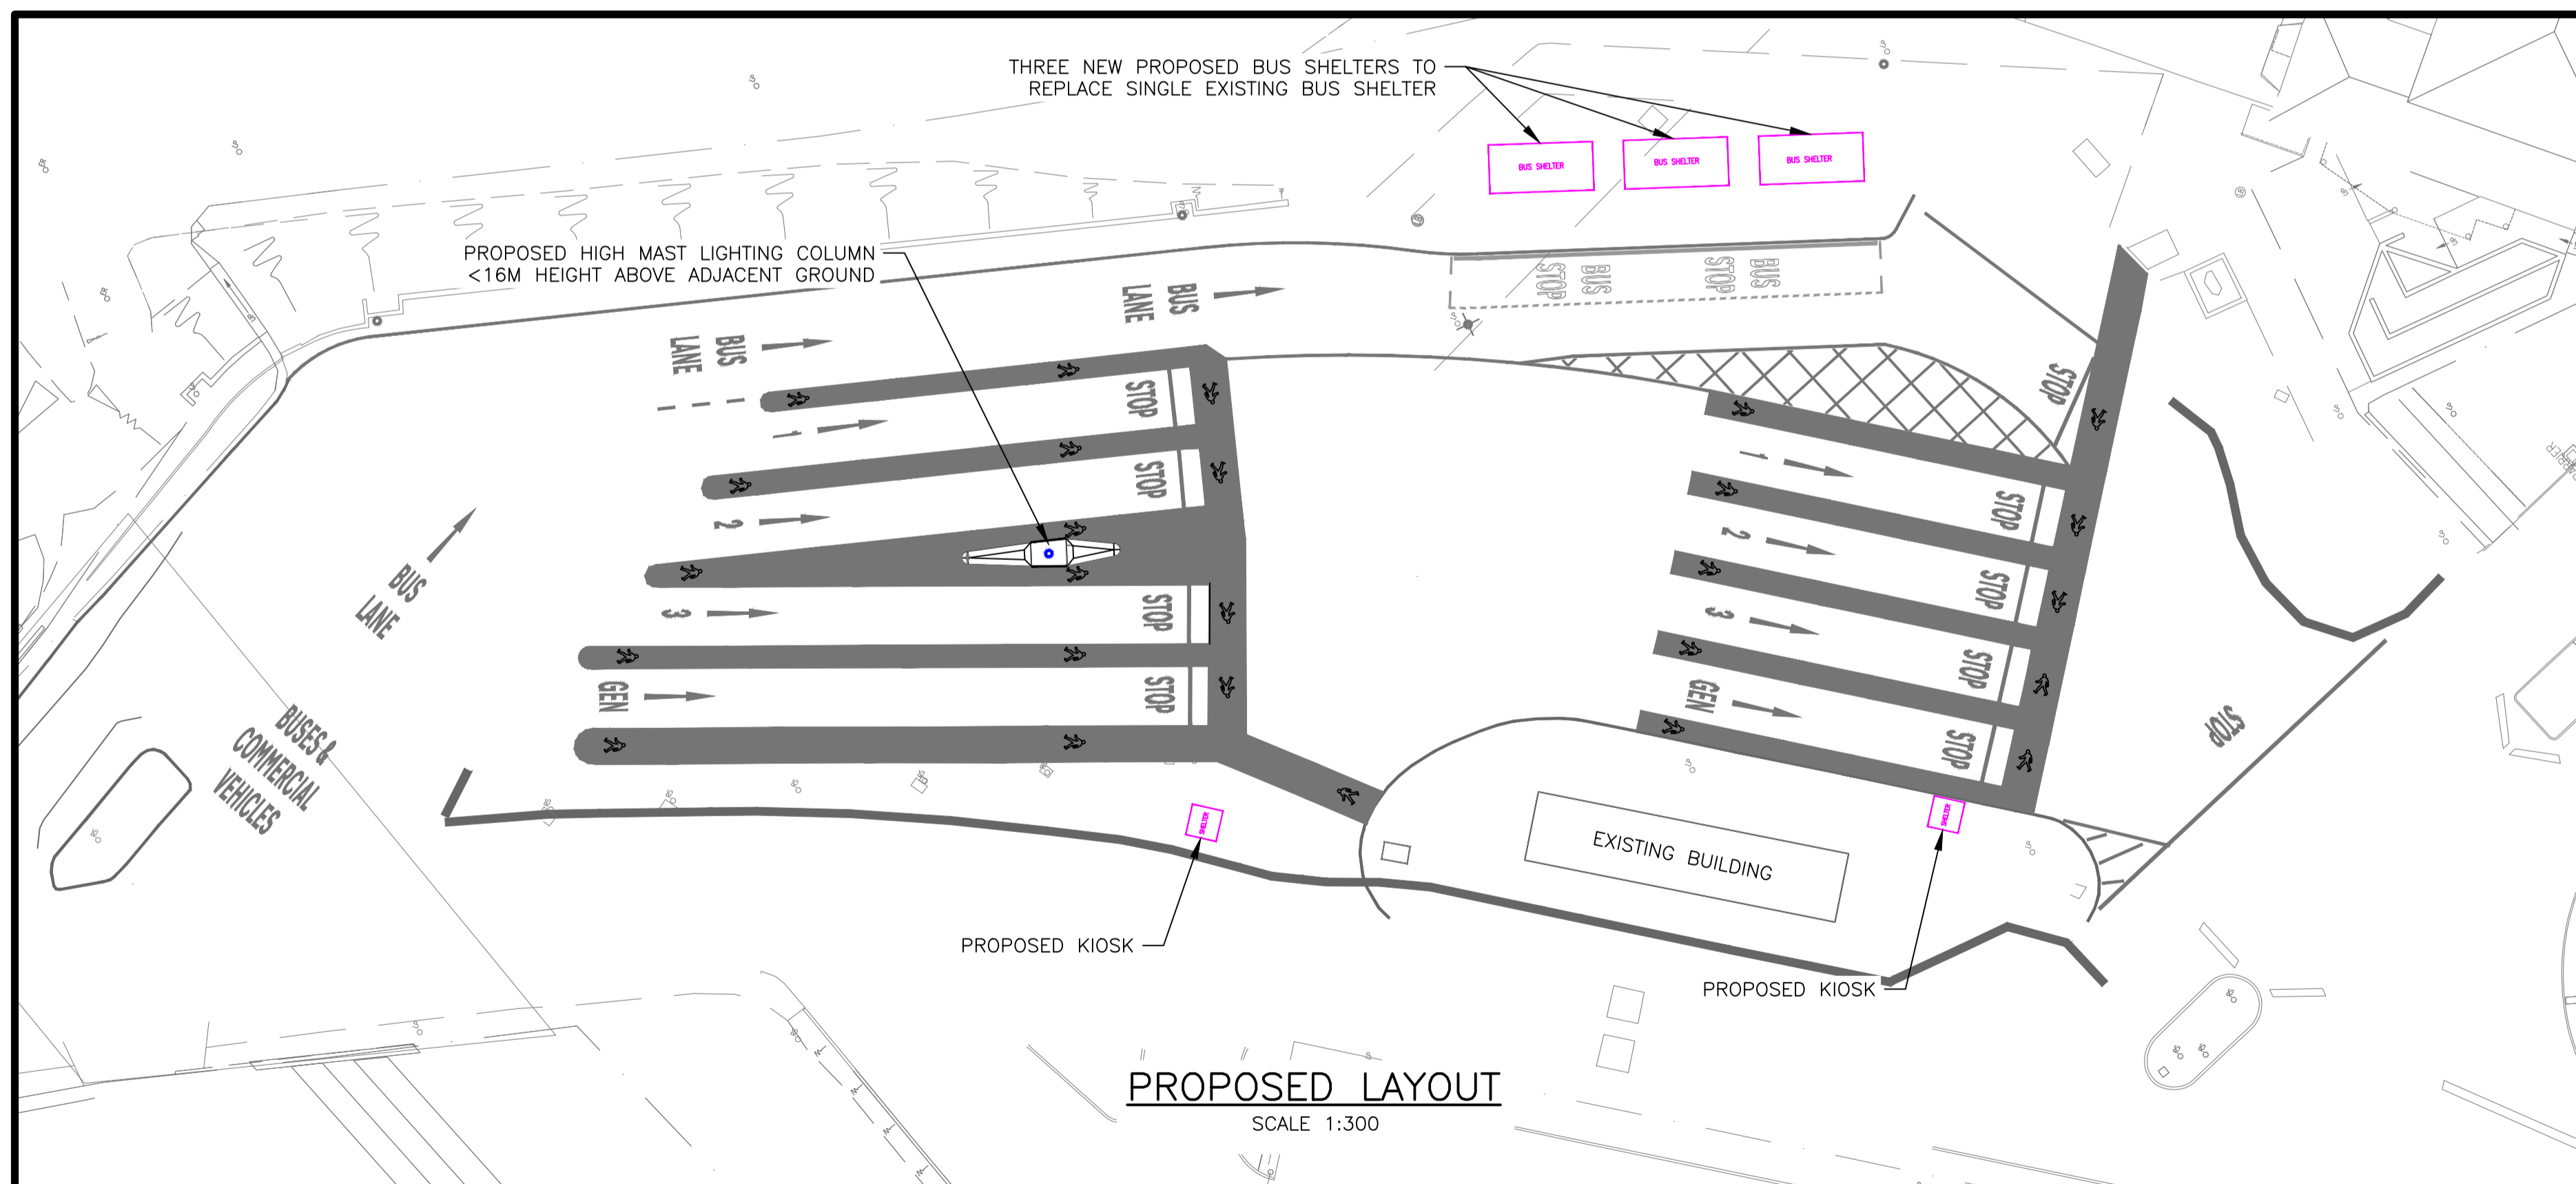 THREE NEW PROPOSED BUS SHELTERS TO
REPLACE SINGLE EXISTING BUS SHELTER
BUS SHELTER
BUS SHELTER
BUS SHELTER
PROPOSED HIGH MAST LIGHTING COLUMN
<16M HEIGHT ABOVE ADJACENT GROUND
BUS
STOP
BUS
STOP
BUS
LANE
BUS
LANE
BUS
LANE
BUSES &
COMMERCIAL
VEHICLES
1
STOP
2
STOP
3
STOP
GEN
STOP
STOP
1
STOP
2
STOP
3
STOP
GEN
STOP
STOP
SHELTER
SHELTER
EXISTING BUILDING
PROPOSED KIOSK
PROPOSED KIOSK
PROPOSED LAYOUT
SCALE 1:300